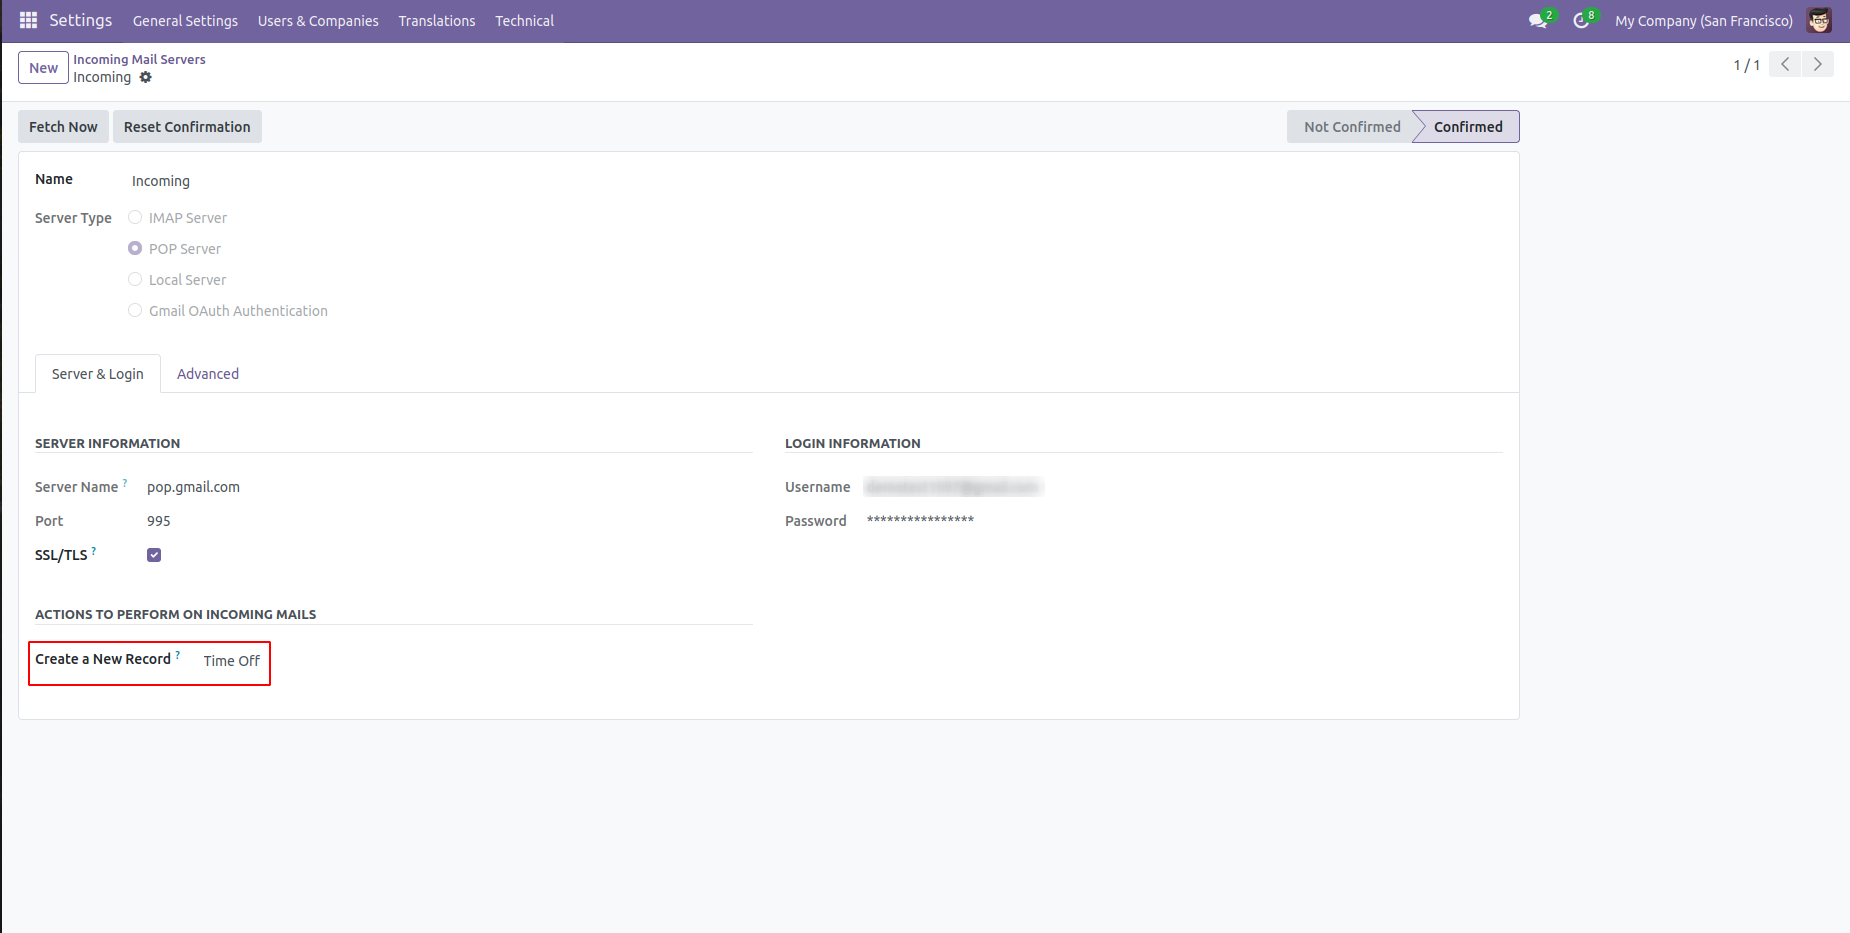 Settings General Settings Users & Companies Translations Technical 2 8 My Company (San Francisco)
New Incoming Mail Servers
Incoming 1 / 1
Fetch Now Reset Confirmation Not Confirmed Confirmed
Name Incoming
Server Type IMAP Server
POP Server
Local Server
Gmail OAuth Authentication
Server & Login Advanced
SERVER INFORMATION LOGIN INFORMATION
Server Name ? pop.gmail.com Username
Port 995 Password ****************
SSL/TLS ?
ACTIONS TO PERFORM ON INCOMING MAILS
Create a New Record ? Time Off